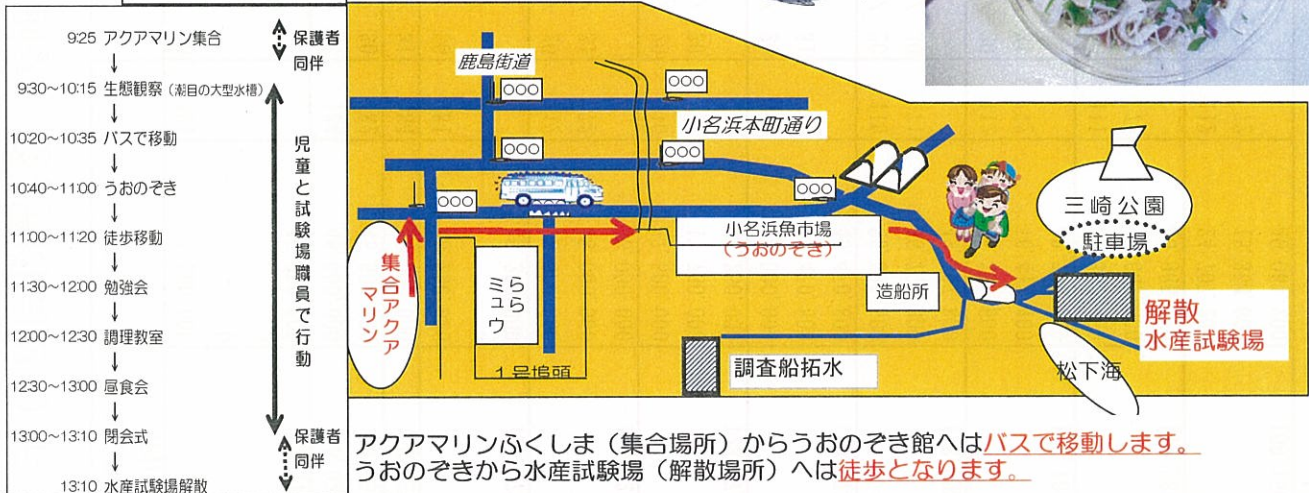 9:25 アクアマリン集合
保護者
同伴
9:30～10:15 生態観察（潮目の大型水槽）
10:20～10:35 バスで移動
10:40～11:00 うおのぞき
11:00～11:20 徒歩移動
11:30～12:00 勉強会
12:00～12:30 調理教室
12:30～13:00 昼食会
13:00～13:10 閉会式
13:10 水産試験場解散
児童と試験場職員で行動
保護者
同伴
鹿島街道
○○○
○○○
小名浜本町通り
○○○
○○○
○○○
○○○
三崎公園
駐車場
小名浜魚市場
（うおのぞき）
集合アクア
マリン
らら
ミュウ
造船所
解散
水産試験場
1号埠頭
調査船拓水
松下海
アクアマリンふくしま（集合場所）からうおのぞき館へはバスで移動します。
うおのぞきから水産試験場（解散場所）へは徒歩となります。